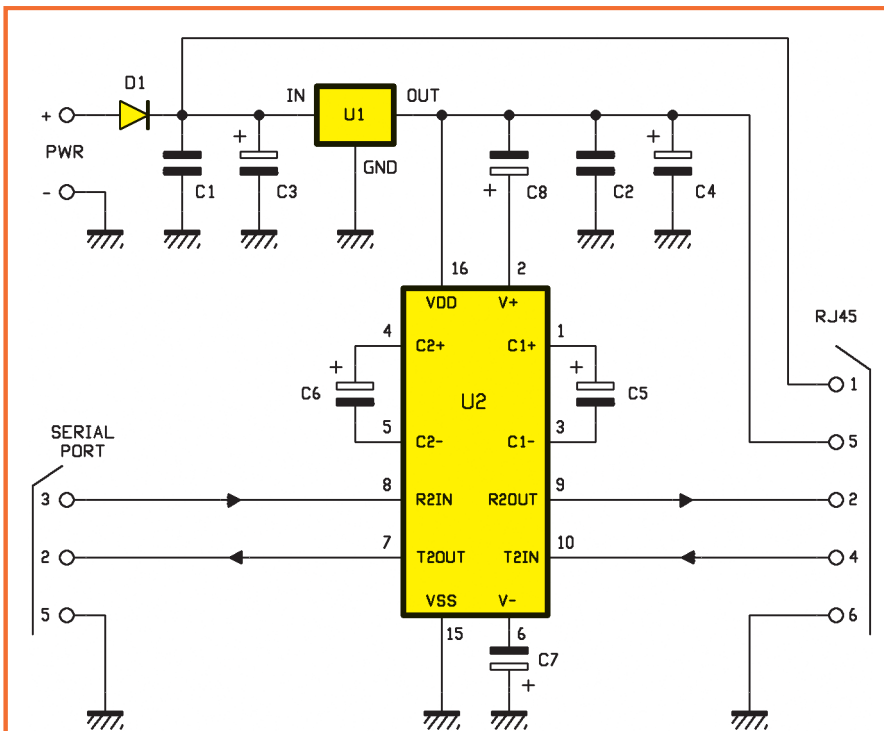 D1
IN
U1
OUT
GND
+
PWR
-
C1
+
C3
+
C8
C2
+
C4
16
2
VDD
V+
RJ45
4
C2+
C1+
1
+
C6
U2
+
C5
1
5
C2-
C1-
3
5
SERIAL
PORT
3
8
R2IN
R2OUT
9
2
2
7
T2OUT
T2IN
10
4
5
VSS
V-
6
15
6
C7
+